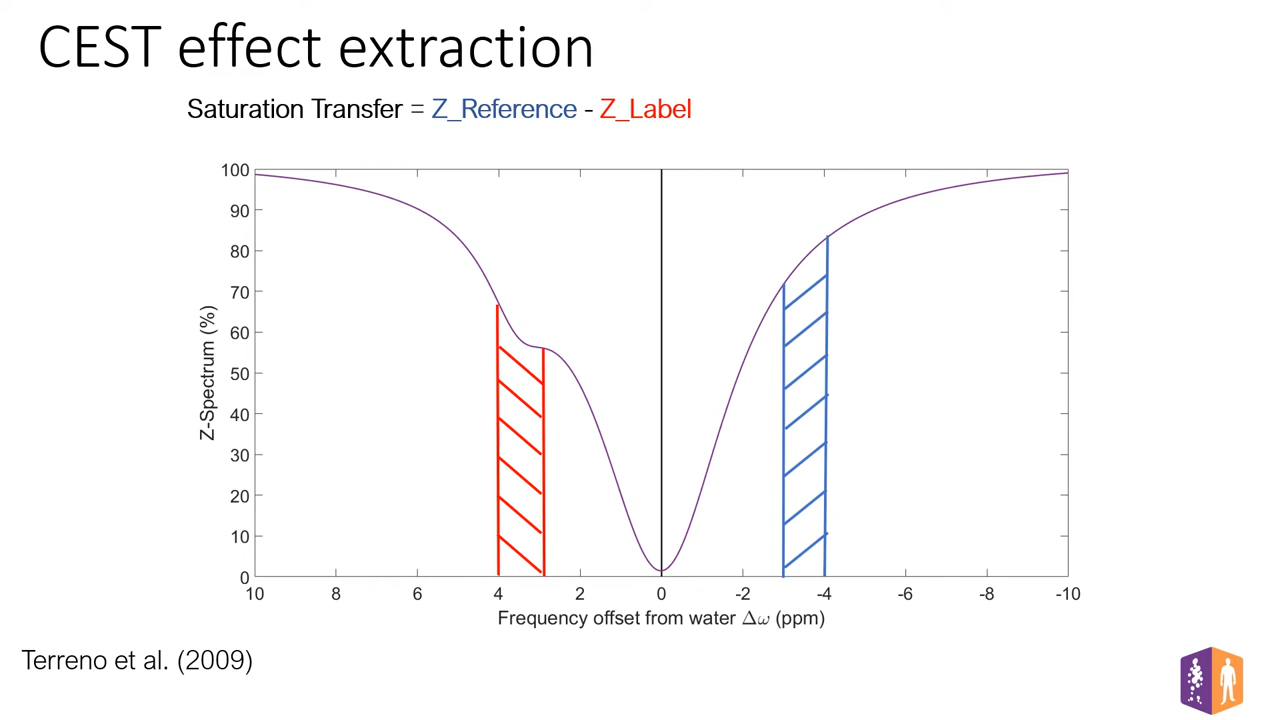 CEST effect extraction
Saturation Transfer = Z_Reference - Z_Label
100
90
80
70
60
50
40
30
20
10
0
Z-Spectrum (%)
10 8 6 4 2 0 -2 -4 -6 -8 -10
Frequency offset from water Δω (ppm)
Terreno et al. (2009)